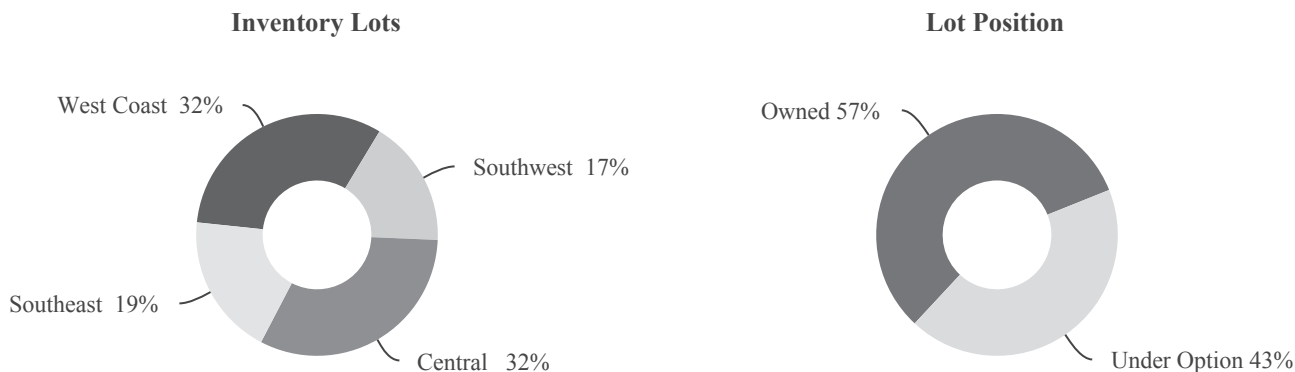 Inventory Lots
West Coast 32%
Southwest 17%
Southeast 19%
Central 32%
Lot Position
Owned 57%
Under Option 43%